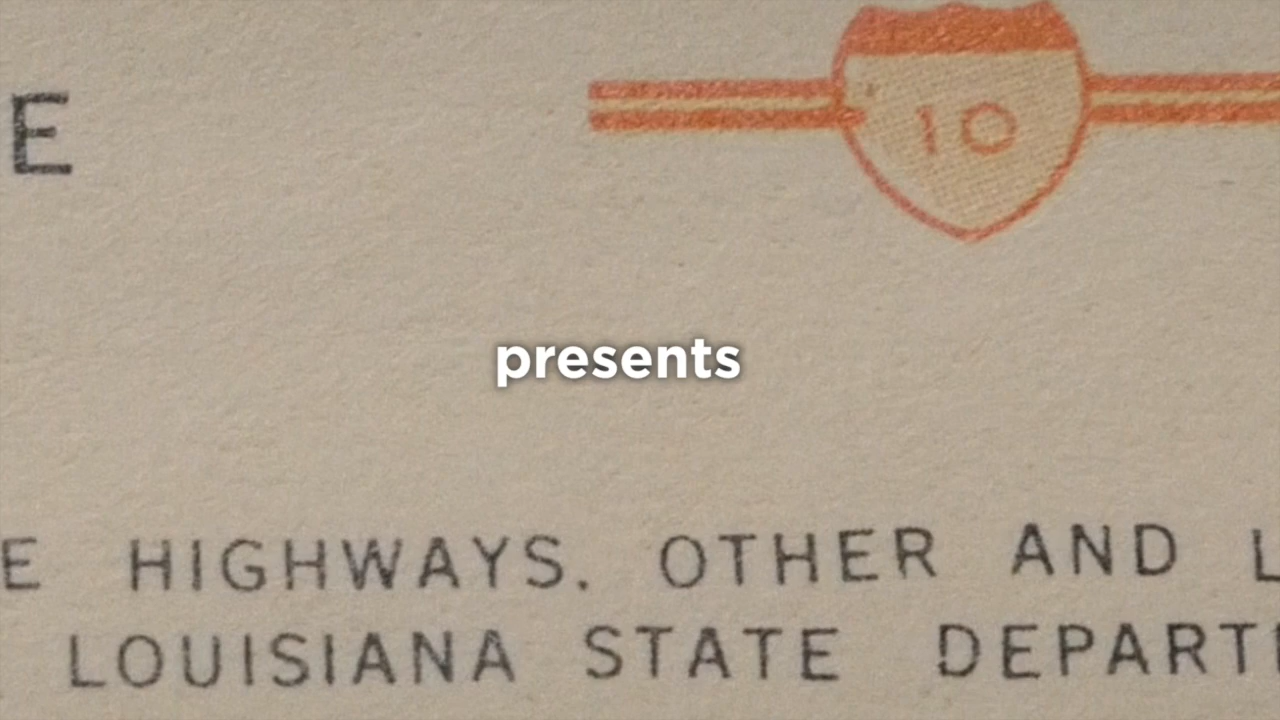 E
10
presents
E HIGHWAYS. OTHER AND L
LOUISIANA STATE DEPART